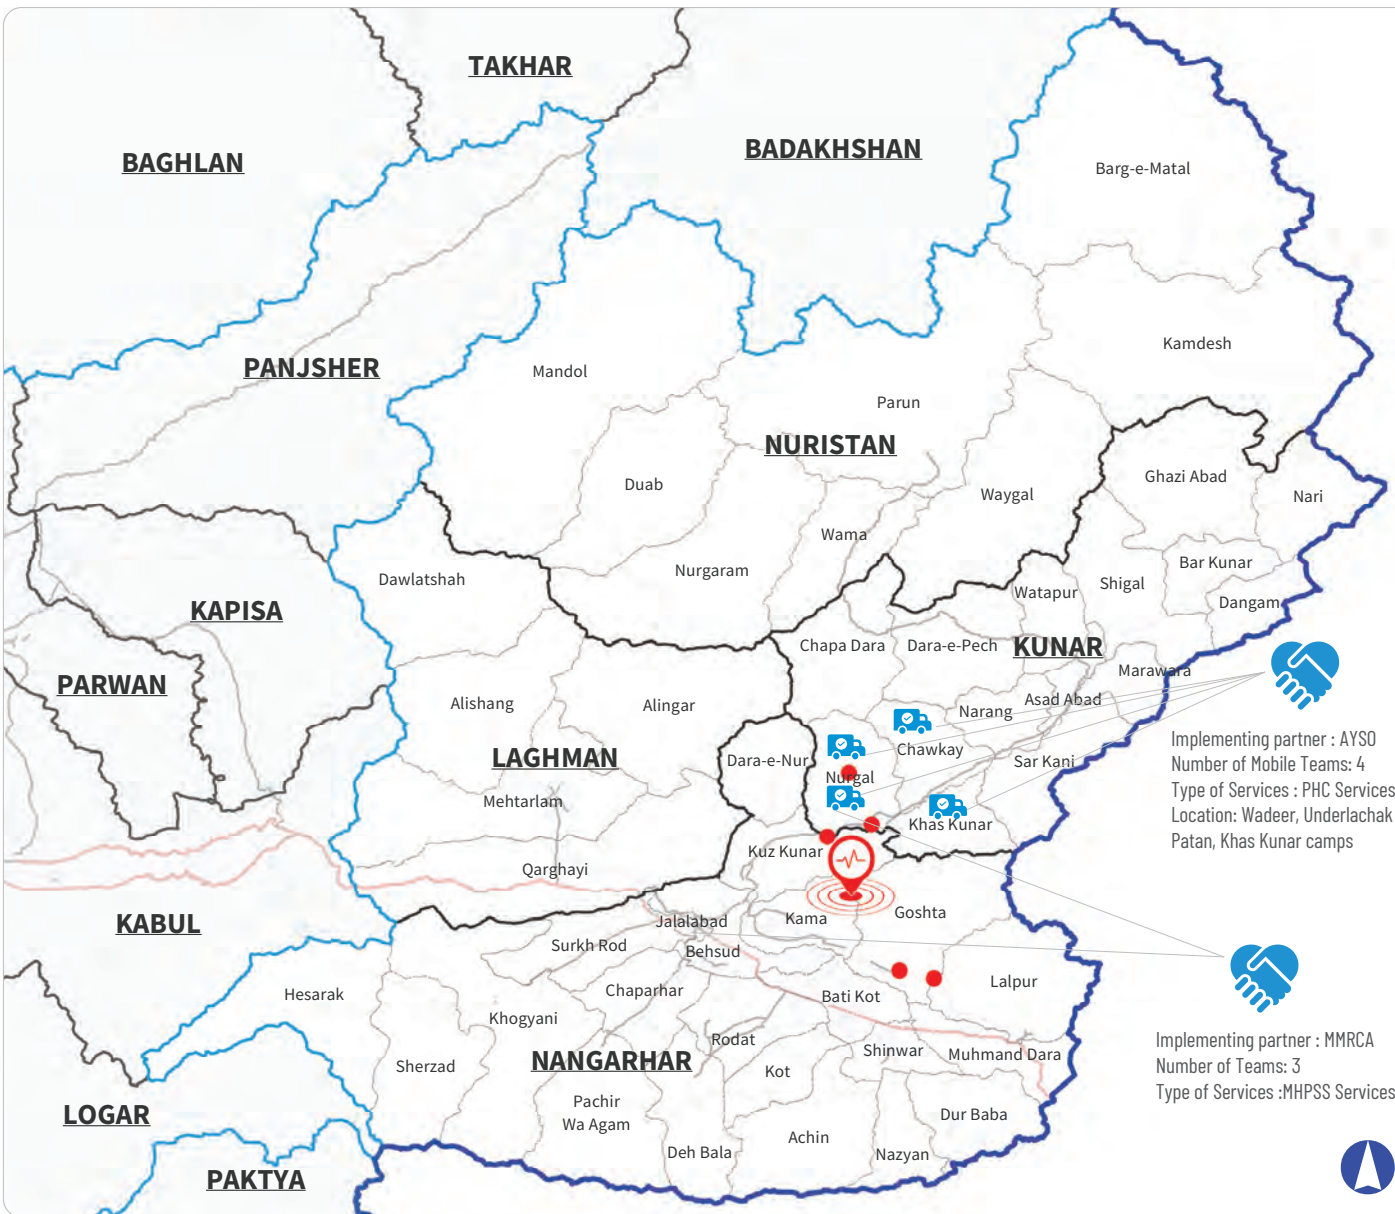 TAKHAR
BAGHLAN
BADAKHSHAN
Barg-e-Matal
PANJSHER
Mandol
Kamdesh
Parun
NURISTAN
Duab
Waygal
Ghazi Abad
Nari
Wama
Nurgaram
Dawlatshah
Bar Kunar
Shigal
Watapur
Dangam
KAPISA
Chapa Dara
Dara-e-Pech
KUNAR
Marawara
PARWAN
Alishang
Alingar
Asad Abad
Narang
Chawkay
LAGHMAN
Dara-e-Nur
Nurgal
Sar Kani
Mehtarlam
Khas Kunar
Kuz Kunar
Qarghayi
Implementing partner : AYSO
Number of Mobile Teams: 4
Type of Services : PHC Services
Location: Wadeer, Underlachak
Patan, Khas Kunar camps
KABUL
Jalalabad
Kama
Goshta
Surkh Rod
Behsud
Hesarak
Chaparhar
Bati Kot
Lalpur
Khogyani
Rodat
Sherzad
NANGARHAR
Kot
Shinwar
Muhmand Dara
Implementing partner : MMRCA
Number of Teams: 3
Type of Services :MHPSS Services
LOGAR
Pachir
Wa Agam
Dur Baba
Achin
Deh Bala
Nazyan
PAKTYA